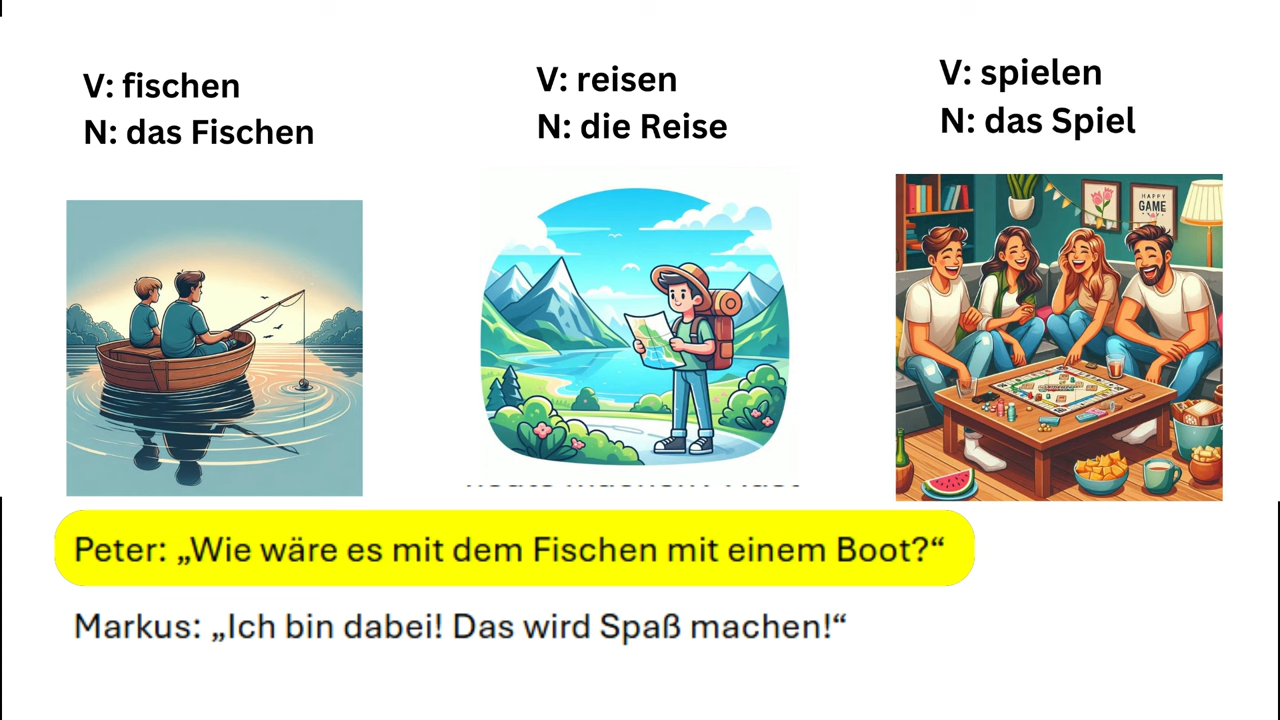 V: fischen
N: das Fischen
V: reisen
N: die Reise
V: spielen
N: das Spiel
HAPPY
GAME
Peter: „Wie wäre es mit dem Fischen mit einem Boot?“
Markus: „Ich bin dabei! Das wird Spaß machen!“